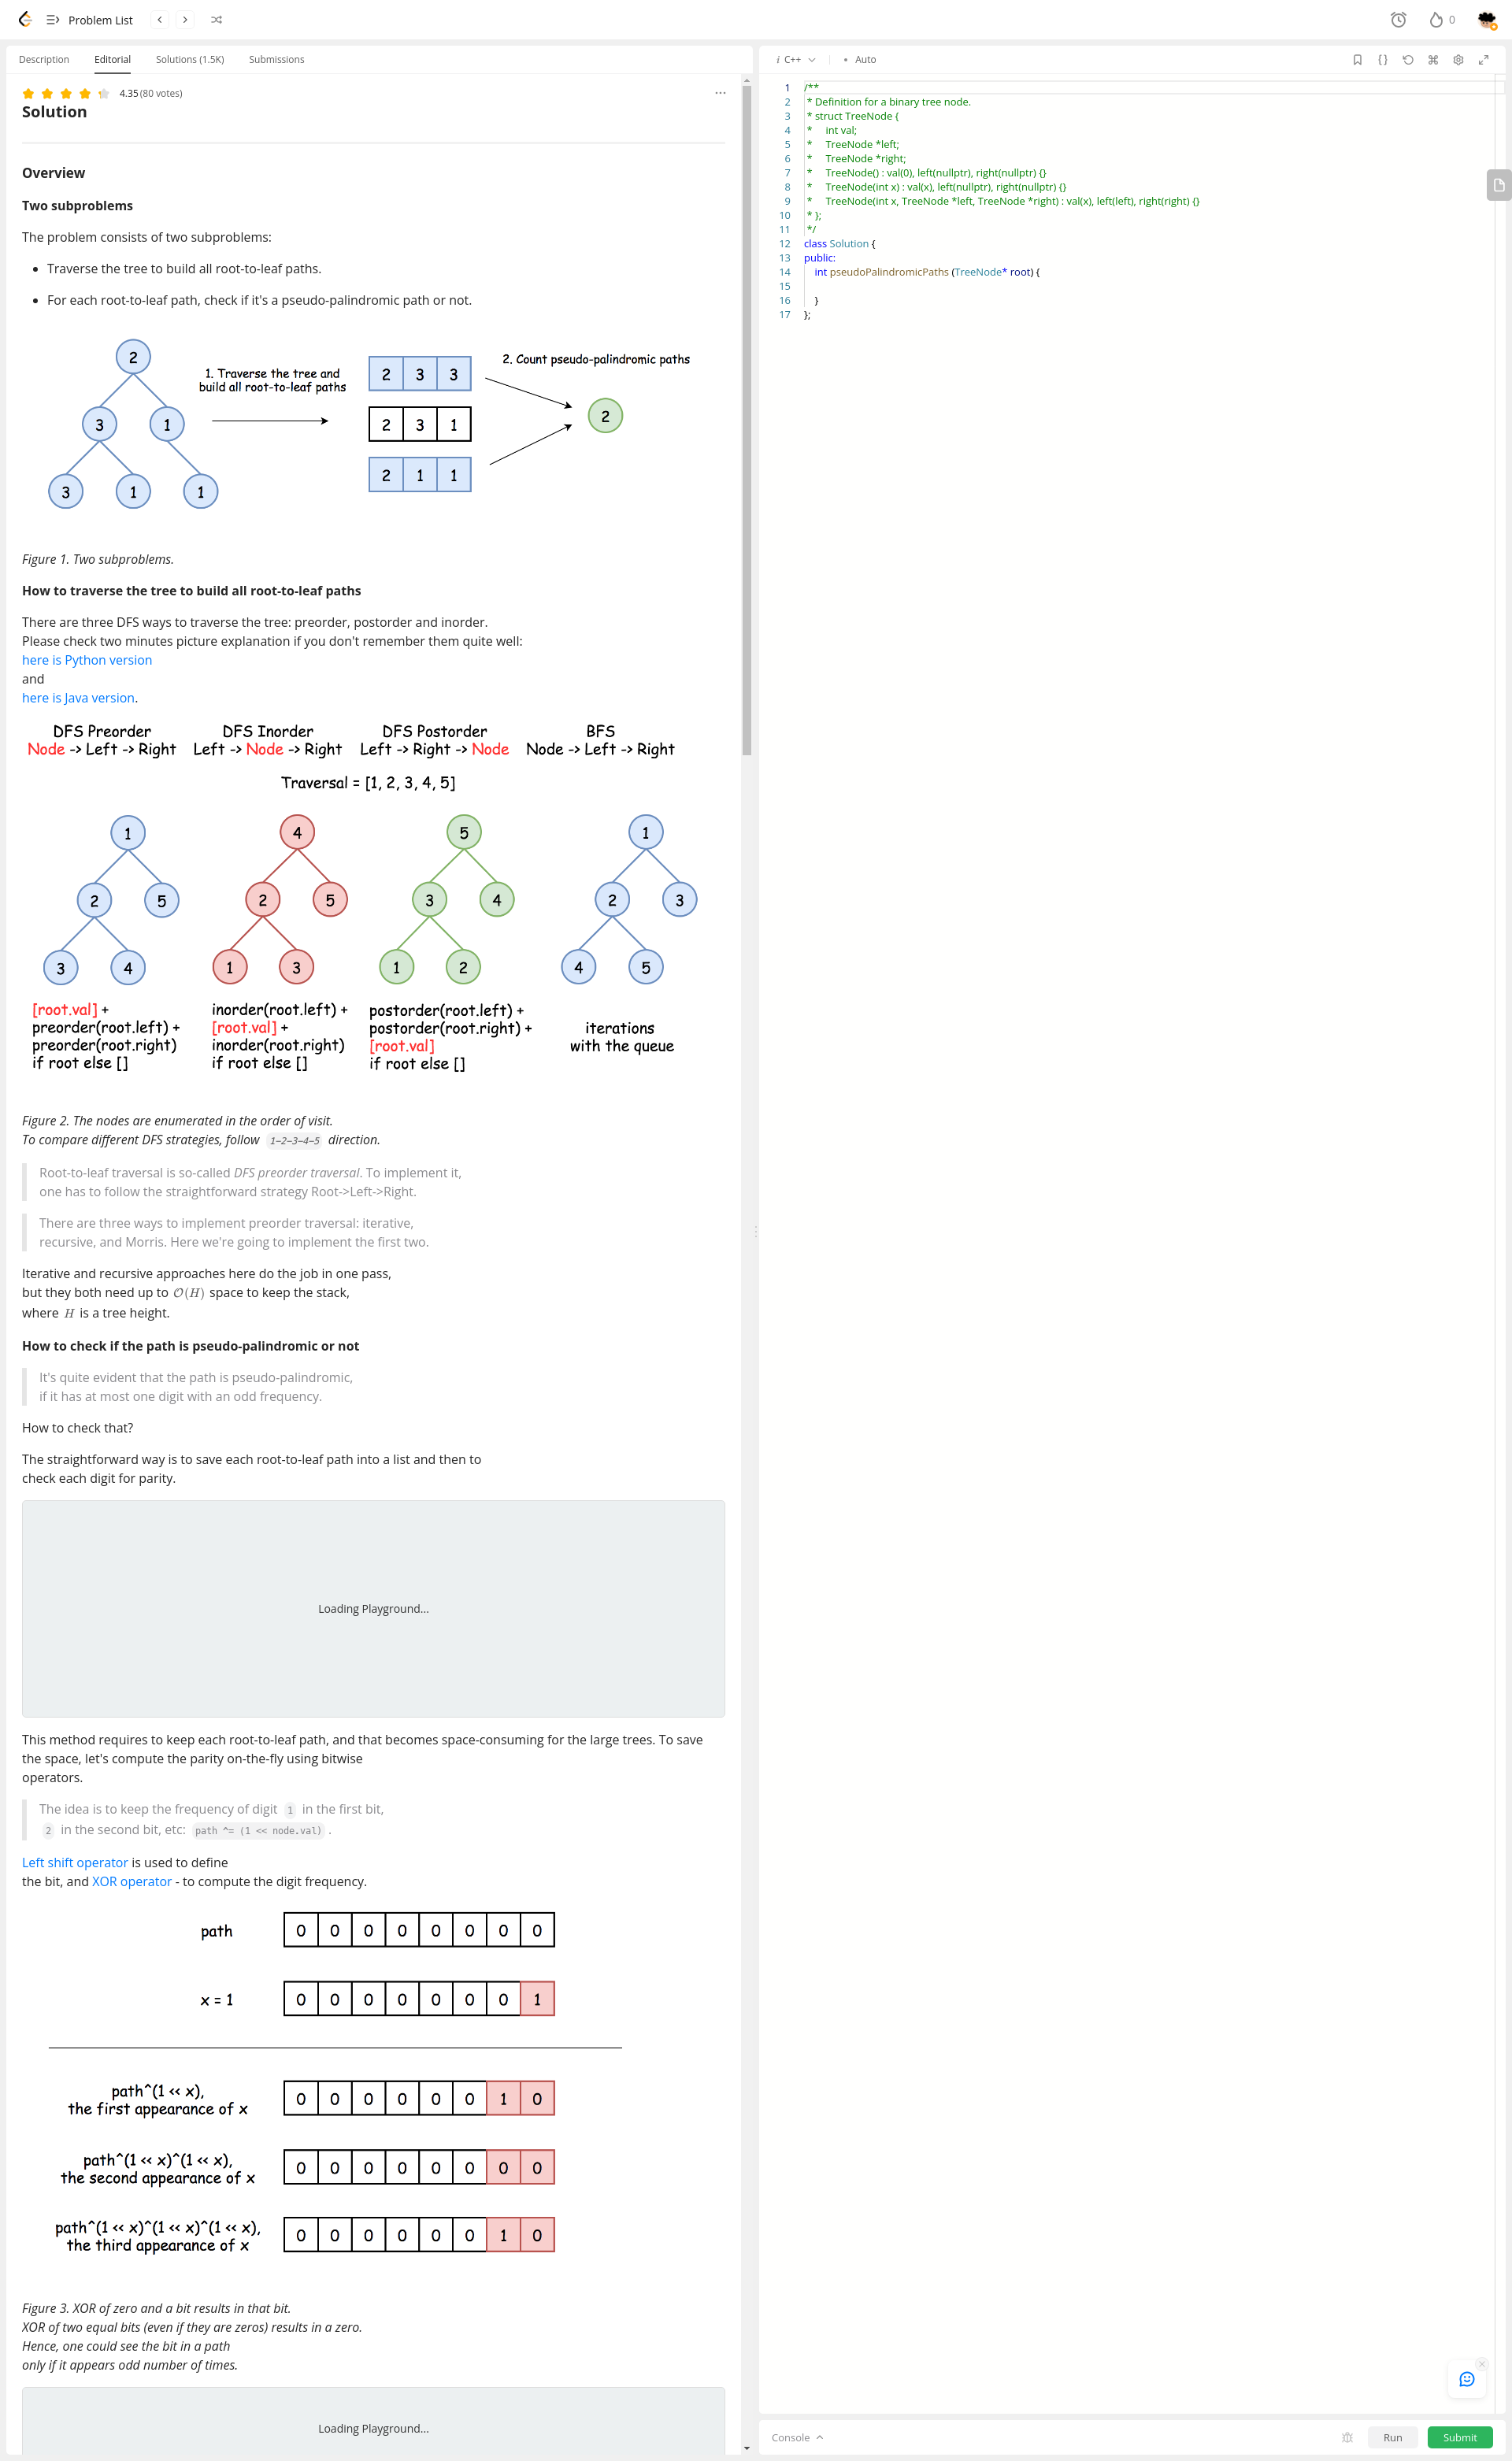 Problem List
0
Description
Editorial
Solutions (1.5K)
Submissions
4.35 (80 votes)
Solution
Overview
Two subproblems
The problem consists of two subproblems:
Traverse the tree to build all root-to-leaf paths.
For each root-to-leaf path, check if it's a pseudo-palindromic path or not.
2
3 1
3 1 1
1. Traverse the tree and
build all root-to-leaf paths
2 3 3
2 3 1
2 1 1
2. Count pseudo-palindromic paths
2
Figure 1. Two subproblems.
How to traverse the tree to build all root-to-leaf paths
There are three DFS ways to traverse the tree: preorder, postorder and inorder.
Please check two minutes picture explanation if you don't remember them quite well:
here is Python version
and
here is Java version.
DFS Preorder
Node -> Left -> Right
DFS Inorder
Left -> Node -> Right
DFS Postorder
Left -> Right -> Node
BFS
Node -> Left -> Right
Traversal = [1, 2, 3, 4, 5]
1
2 5
3 4
4
2 5
1 3
5
3 4
1 2
1
2 3
4 5
[root.val] +
preorder(root.left) +
preorder(root.right)
if root else []
inorder(root.left) +
[root.val] +
inorder(root.right)
if root else []
postorder(root.left) +
postorder(root.right) +
[root.val]
if root else []
iterations
with the queue
Figure 2. The nodes are enumerated in the order of visit.
To compare different DFS strategies, follow 1-2-3-4-5 direction.
Root-to-leaf traversal is so-called DFS preorder traversal. To implement it,
one has to follow the straightforward strategy Root->Left->Right.
There are three ways to implement preorder traversal: iterative,
recursive, and Morris. Here we're going to implement the first two.
Iterative and recursive approaches here do the job in one pass,
but they both need up to O(H) space to keep the stack,
where H is a tree height.
How to check if the path is pseudo-palindromic or not
It's quite evident that the path is pseudo-palindromic,
if it has at most one digit with an odd frequency.
How to check that?
The straightforward way is to save each root-to-leaf path into a list and then to
check each digit for parity.
Loading Playground...
This method requires to keep each root-to-leaf path, and that becomes space-consuming for the large trees. To save
the space, let's compute the parity on-the-fly using bitwise
operators.
The idea is to keep the frequency of digit 1 in the first bit,
2 in the second bit, etc: path ^= (1 << node.val) .
Left shift operator is used to define
the bit, and XOR operator - to compute the digit frequency.
path 0 0 0 0 0 0 0 0
x = 1 0 0 0 0 0 0 0 1
path^(1 << x),
the first appearance of x
0 0 0 0 0 0 1 0
path^(1 << x)^(1 << x),
the second appearance of x
0 0 0 0 0 0 0 0
path^(1 << x)^(1 << x)^(1 << x),
the third appearance of x
0 0 0 0 0 0 1 0
Figure 3. XOR of zero and a bit results in that bit.
XOR of two equal bits (even if they are zeros) results in a zero.
Hence, one could see the bit in a path
only if it appears odd number of times.
Loading Playground...
i C++
• Auto
1 /**
2 * Definition for a binary tree node.
3 * struct TreeNode {
4 * int val;
5 * TreeNode *left;
6 * TreeNode *right;
7 * TreeNode() : val(0), left(nullptr), right(nullptr) {}
8 * TreeNode(int x) : val(x), left(nullptr), right(nullptr) {}
9 * TreeNode(int x, TreeNode *left, TreeNode *right) : val(x), left(left), right(right) {}
10 * };
11 */
12 class Solution {
13 public:
14 int pseudoPalindromicPaths (TreeNode* root) {
15
16 }
17 };
Console
Run
Submit